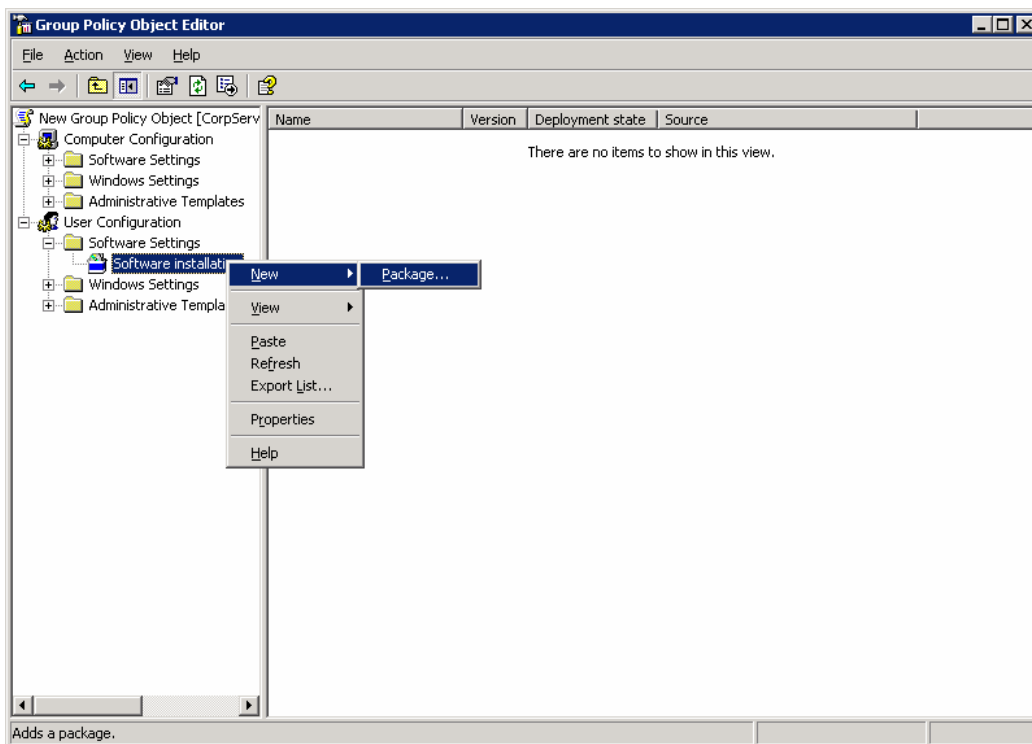 Group Policy Object Editor
File Action View Help
New Group Policy Object [CorpServ
Name Version Deployment state Source
Computer Configuration
There are no items to show in this view.
Software Settings
Windows Settings
Administrative Templates
User Configuration
Software Settings
Software installati
New Package...
Windows Settings
Administrative Templa
View
Paste
Refresh
Export List...
Properties
Help
Adds a package.